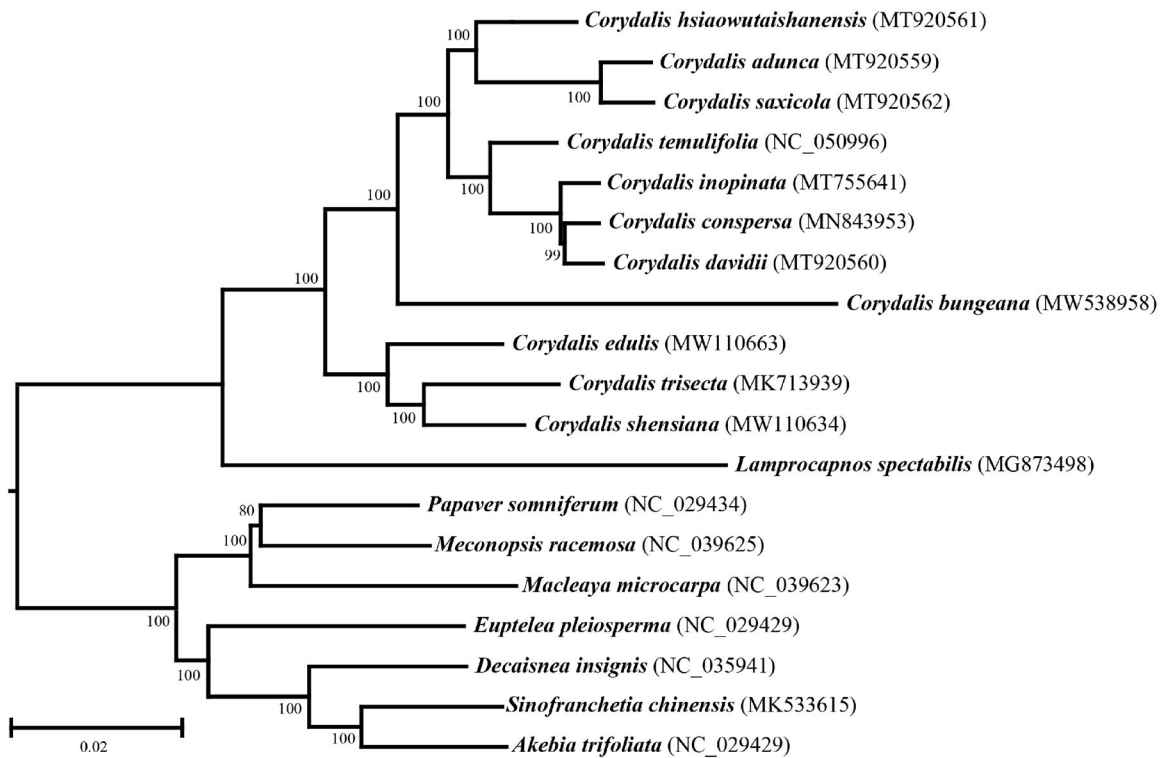 Corydalis hsiaowutaishanensis (MT920561)
100
Corydalis adunca (MT920559)
100
100
Corydalis saxicola (MT920562)
Corydalis temulifolia (NC_050996)
100
100
Corydalis inopinata (MT755641)
100
Corydalis conspersa (MN843953)
99
Corydalis davidii (MT920560)
100
Corydalis bungeana (MW538958)
Corydalis edulis (MW110663)
100
Corydalis trisecta (MK713939)
100
Corydalis shensiana (MW110634)
Lamprocapnos spectabilis (MG873498)
80
Papaver somniferum (NC_029434)
100
Meconopsis racemosa (NC_039625)
Macleaya microcarpa (NC_039623)
100
Euptelea pleiosperma (NC_029429)
100
Decaisnea insignis (NC_035941)
100
Sinofranchetia chinensis (MK533615)
100
Akebia trifoliata (NC_029429)
0.02